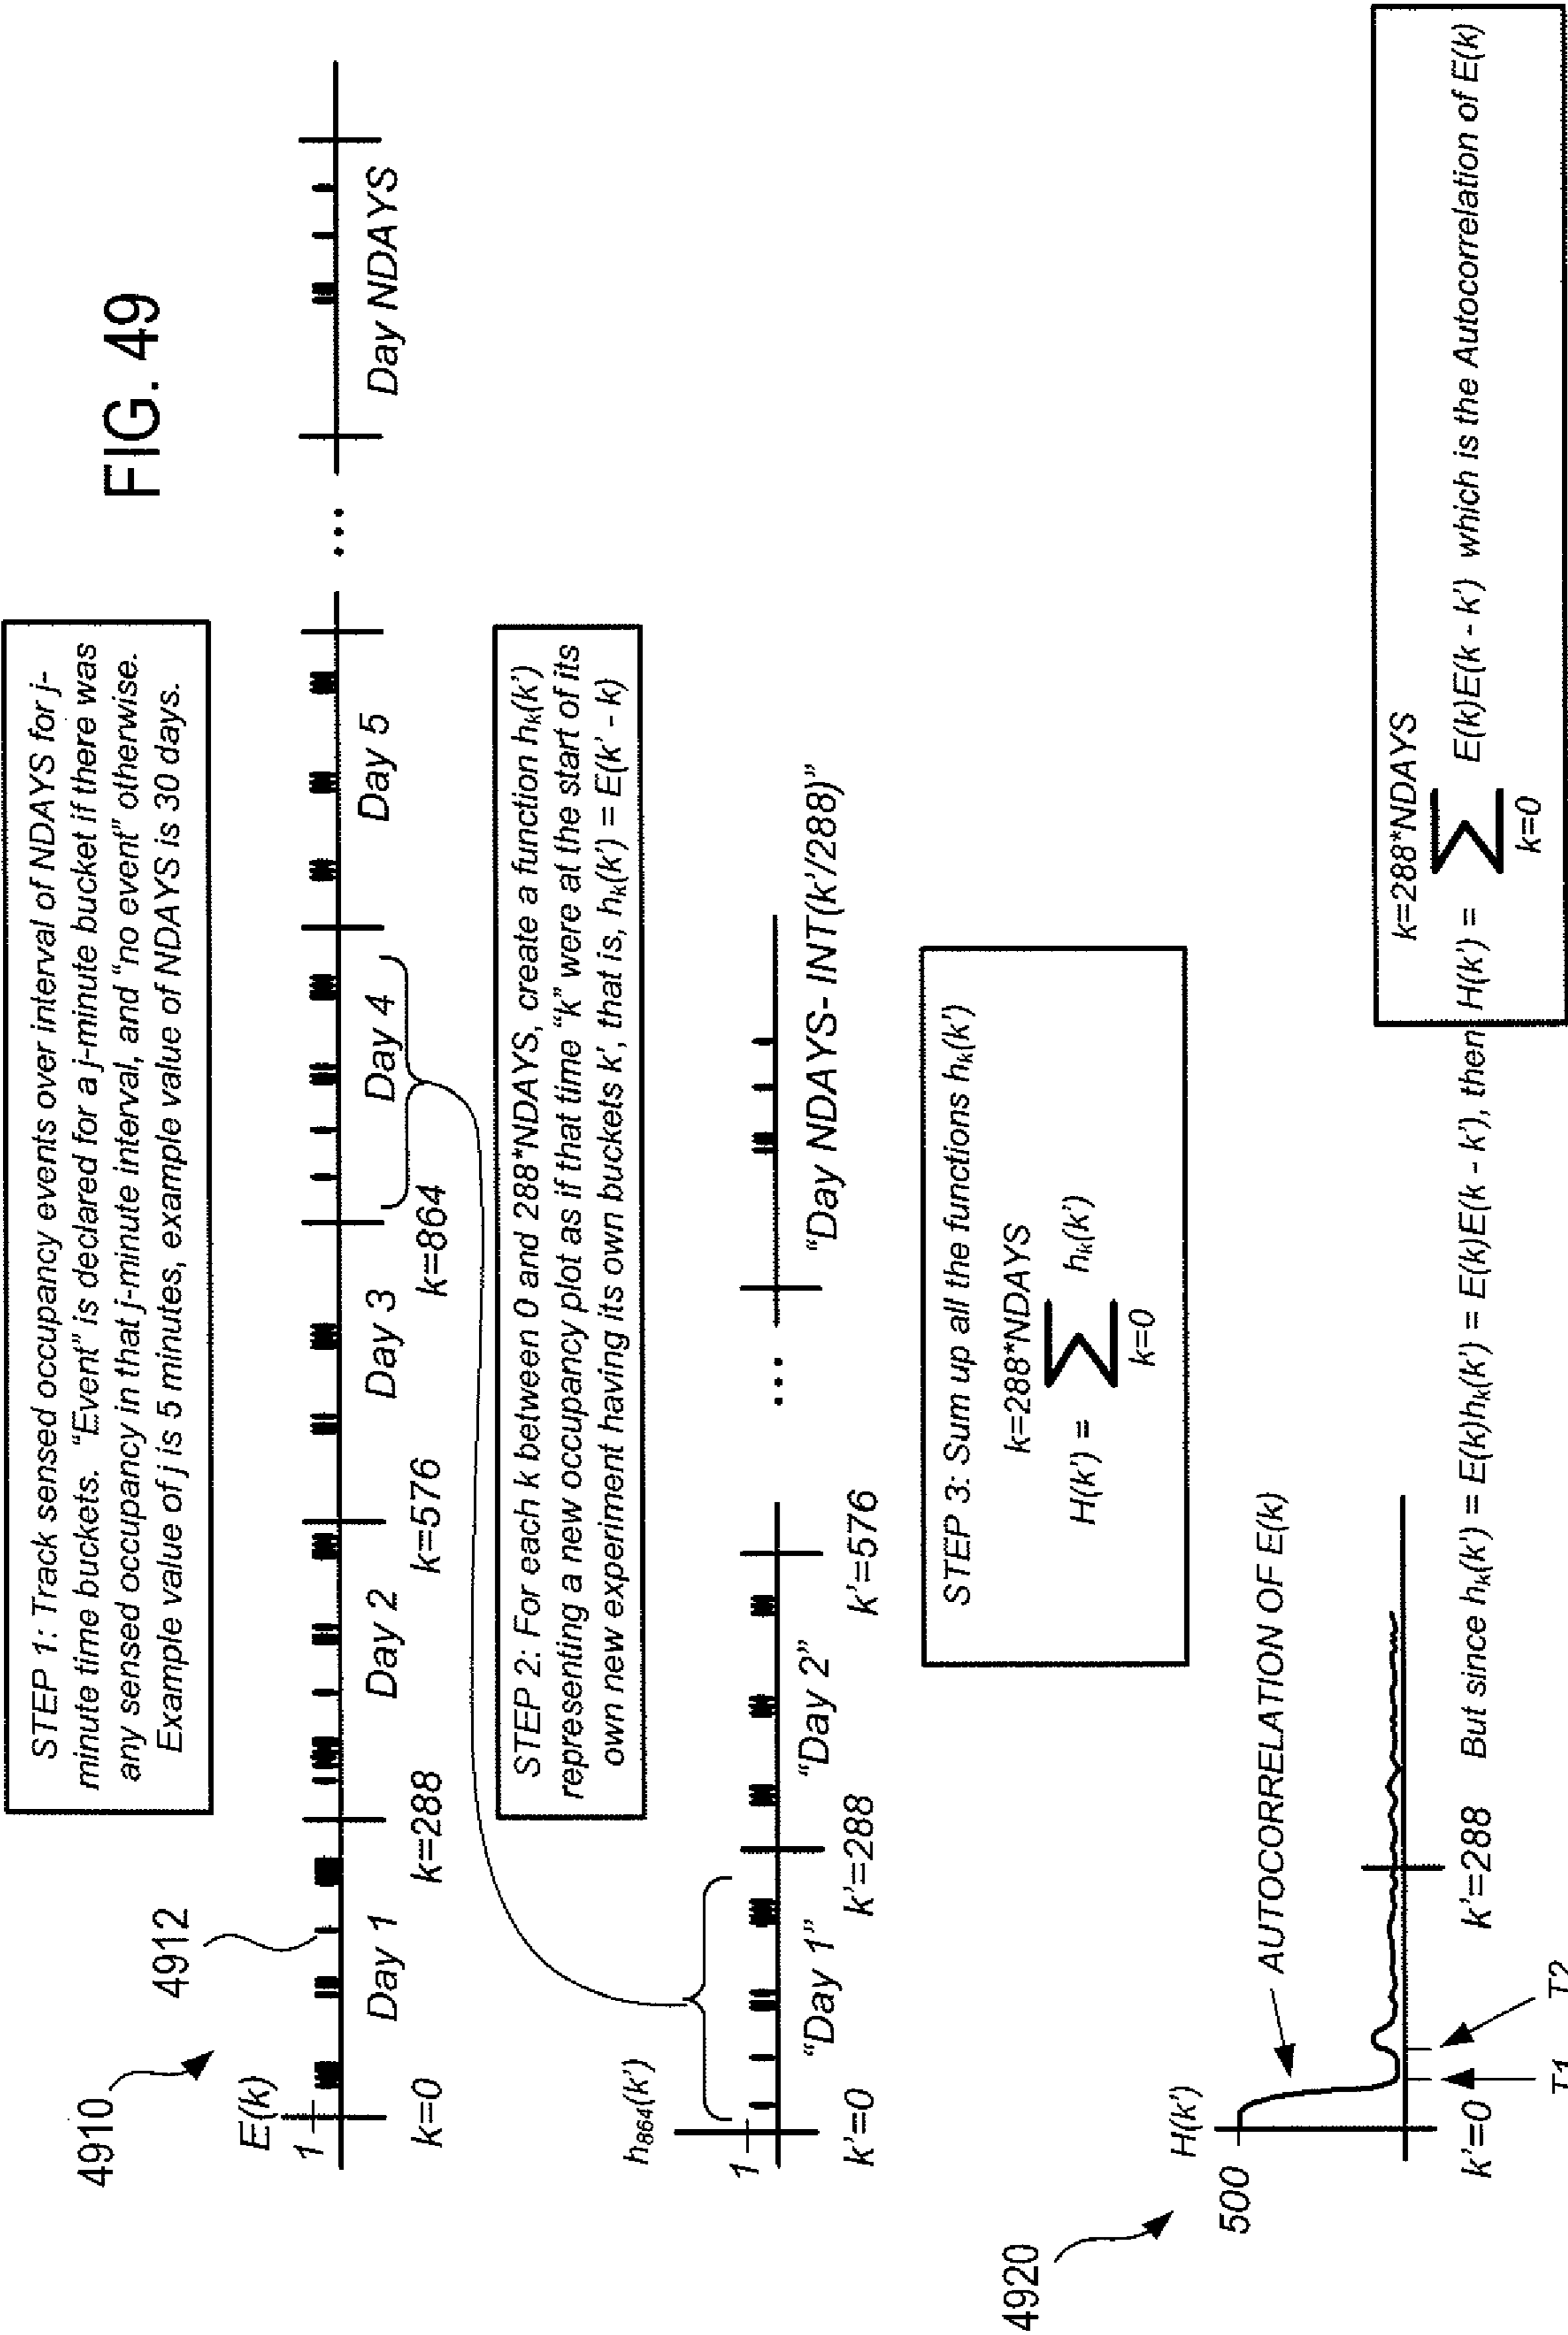 FIG. 49
STEP 1: Track sensed occupancy events over interval of NDAYS for j-
minute time buckets. “Event” is declared for a j-minute bucket if there was
any sensed occupancy in that j-minute interval, and “no event” otherwise.
Example value of j is 5 minutes, example value of NDAYS is 30 days.
4910
4912
E(k)
1
Day 1
Day 2
Day 3
Day 4
Day 5
...
Day NDAYS
k=0
k=288
k=576
k=864
STEP 2: For each k between 0 and 288*NDAYS, create a function hk(k’)
representing a new occupancy plot as if that time “k” were at the start of its
own new experiment having its own buckets k’, that is, hk(k’) = E(k’ - k)
h864(k’)
1
“Day 1”
“Day 2”
...
“Day NDAYS- INT(k’/288)”
k’=0
k’=288
k’=576
STEP 3: Sum up all the functions hk(k’)
k=288*NDAYS
H(k’) = ∑ hk(k’)
k=0
4920
H(k’)
500
AUTOCORRELATION OF E(k)
k’=0
k’=288
T1
T2
But since hk(k’) = E(k)hk(k’) = E(k)E(k - k’), then
k=288*NDAYS
H(k’) = ∑ E(k)E(k - k’) which is the Autocorrelation of E(k)
k=0